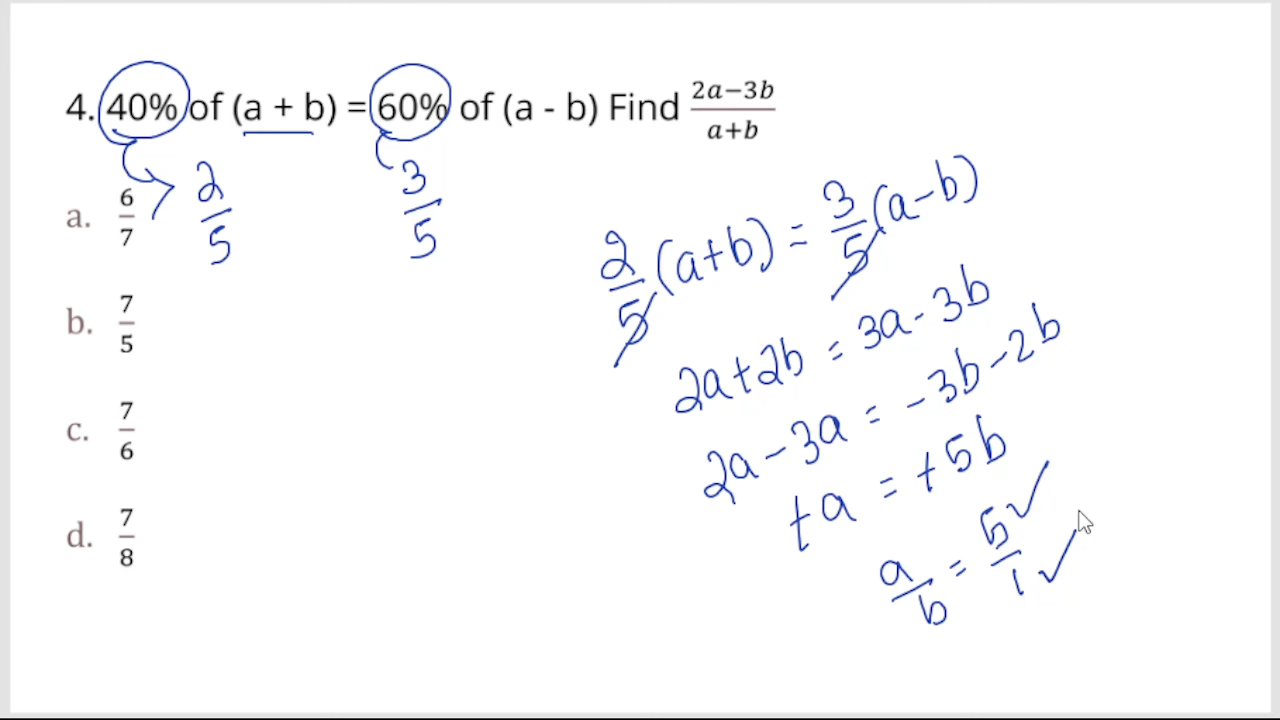 4. 40% of (a + b) = 60% of (a - b) Find \frac{2a-3b}{a+b}
2/5
3/5
a. 6/7
b. 7/5
c. 7/6
d. 7/8
2/5 (a+b) = 3/5 (a-b)
2a+2b = 3a-3b
2a-3a = -3b-2b
+a = +5b
a/b = 5/1